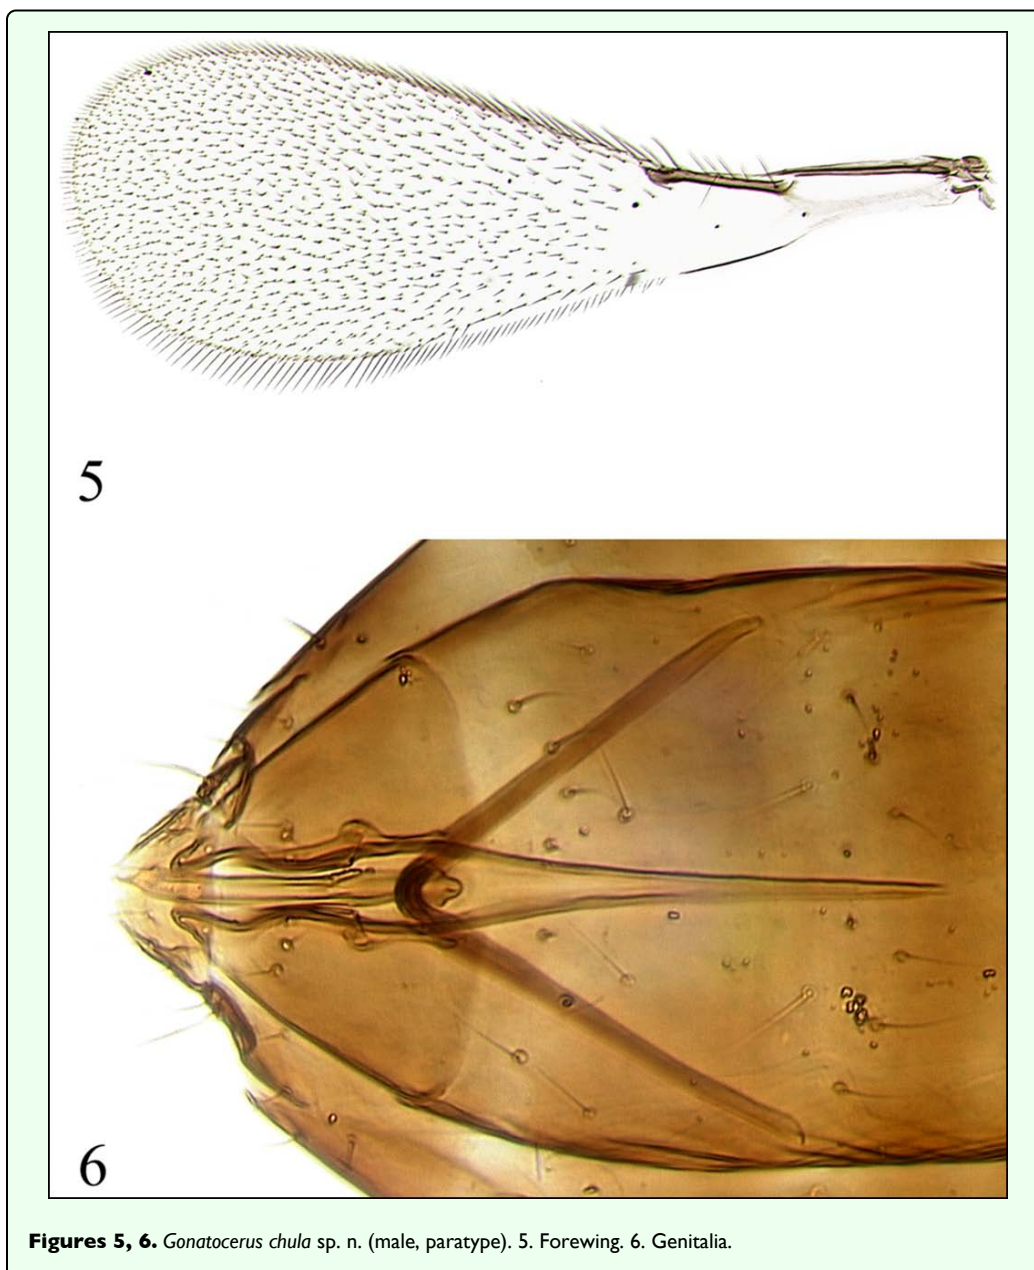 5
6
Figures 5, 6. Gonatocerus chula sp. n. (male, paratype). 5. Forewing. 6. Genitalia.